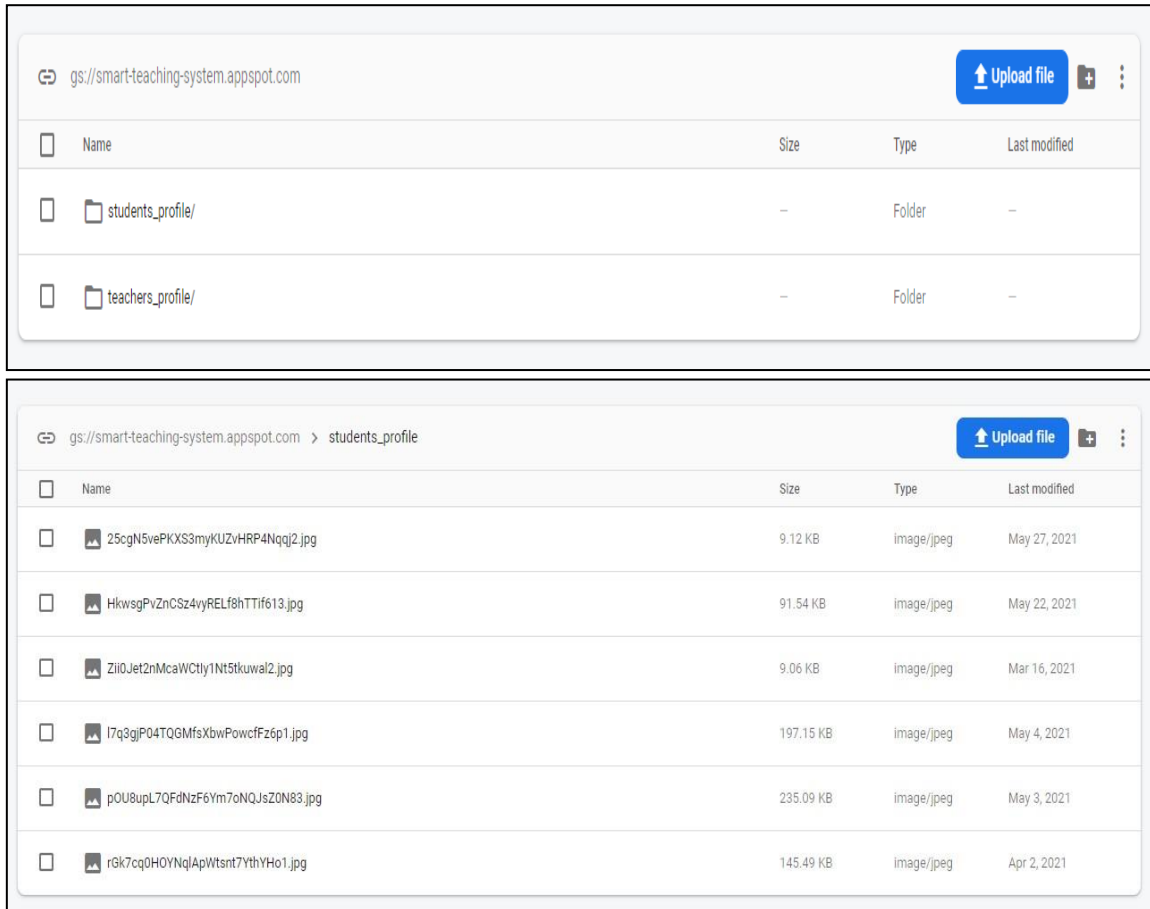 gs://smart-teaching-system.appspot.com Upload file
Name Size Type Last modified
students_profile/ – Folder –
teachers_profile/ – Folder –
gs://smart-teaching-system.appspot.com > students_profile Upload file
Name Size Type Last modified
25cgN5vePKXS3myKUZvHRP4Nqqj2.jpg 9.12 KB image/jpeg May 27, 2021
HkwsgPvZnCSz4vyRELf8hTTif613.jpg 91.54 KB image/jpeg May 22, 2021
Zii0Jet2nMcaWCtIy1Nt5tkuwal2.jpg 9.06 KB image/jpeg Mar 16, 2021
l7q3gjP04TQGMfsXbwPowcfFz6p1.jpg 197.15 KB image/jpeg May 4, 2021
pOU8upL7QFdNzF6Ym7oNQJsZ0N83.jpg 235.09 KB image/jpeg May 3, 2021
rGk7cq0HOYNqlApWtsnt7YthYHo1.jpg 145.49 KB image/jpeg Apr 2, 2021